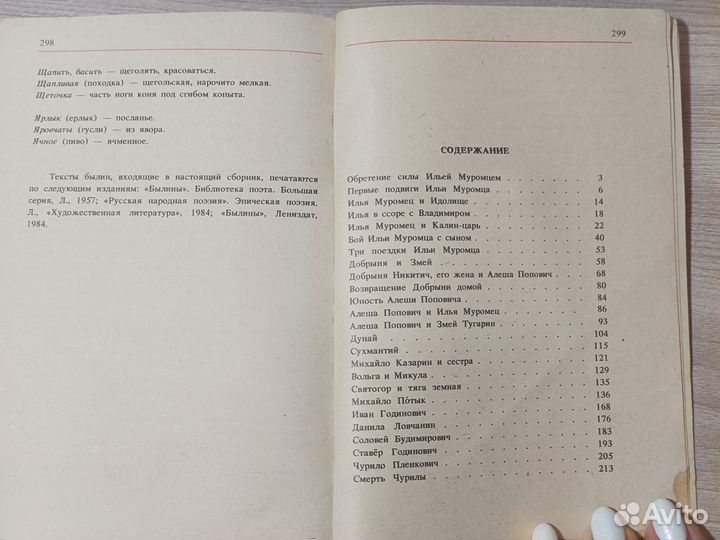 298
Щапить, басить — щеголять, красоваться.
Щапливая (походка) — щегольская, нарочито мелкая.
Щеточка — часть ноги коня под сгибом копыта.
Ярлык (ерлык) — посланье.
Яровчаты (гусли) — из явора.
Ячное (пиво) — ячменное.
Тексты былин, входящие в настоящий сборник, печатаются
по следующим изданиям: «Былины». Библиотека поэта. Большая
серия, Л., 1957; «Русская народная поэзия». Эпическая поэзия.
Л., «Художественная литература», 1984; «Былины», Лениздат,
1984.
299
СОДЕРЖАНИЕ
Обретение силы Ильей Муромцем . . . . . . . . 3
Первые подвиги Ильи Муромца . . . . . . . . . 6
Илья Муромец и Идолище . . . . . . . . . . 14
Илья в ссоре с Владимиром . . . . . . . . . . 18
Илья Муромец и Калин-царь . . . . . . . . . 22
Бой Ильи Муромца с сыном . . . . . . . . . . 40
Три поездки Ильи Муромца . . . . . . . . . . 53
Добрыня и Змей . . . . . . . . . . . . . 58
Добрыня Никитич, его жена и Алеша Попович . . . . 68
Возвращение Добрыни домой . . . . . . . . . 80
Юность Алеши Поповича . . . . . . . . . . . 84
Алеша Попович и Илья Муромец . . . . . . . . 86
Алеша Попович и Змей Тугарин . . . . . . . . 93
Дунай . . . . . . . . . . . . . . . . 104
Сухмантий . . . . . . . . . . . . . . . 115
Михайло Казарин и сестра . . . . . . . . . . 121
Вольга и Микула . . . . . . . . . . . . . 129
Святогор и тяга земная . . . . . . . . . . . 135
Михайло По́тык . . . . . . . . . . . . . 136
Иван Годинович . . . . . . . . . . . . . 168
Данила Ловчанин . . . . . . . . . . . . . 176
Соловей Будимирович . . . . . . . . . . . . 183
Ставёр Годинович . . . . . . . . . . . . . 193
Чурило Пленкович . . . . . . . . . . . . . 205
Смерть Чурилы . . . . . . . . . . . . . 213
Avito